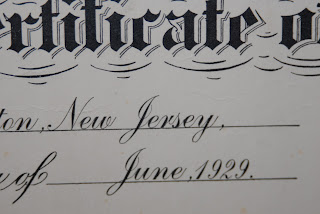 ertificate o
ton, New Jersey,
y of June, 1929.